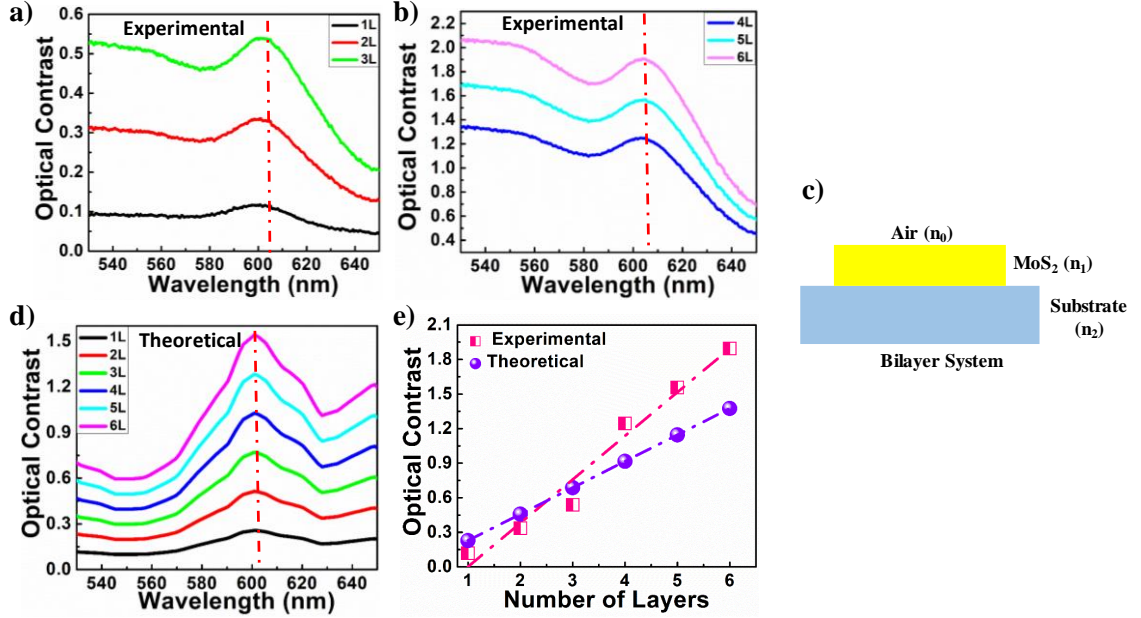 a)
Experimental
1L
2L
3L
Optical Contrast
0.6
0.5
0.4
0.3
0.2
0.1
0.0
540 560 580 600 620 640
Wavelength (nm)
b)
Experimental
4L
5L
6L
Optical Contrast
2.2
2.0
1.8
1.6
1.4
1.2
1.0
0.8
0.6
0.4
540 560 580 600 620 640
Wavelength (nm)
c)
Air (n0)
MoS2 (n1)
Substrate
(n2)
Bilayer System
d)
Theoretical
1L
2L
3L
4L
5L
6L
Optical Contrast
1.5
1.2
0.9
0.6
0.3
0.0
540 560 580 600 620 640
Wavelength (nm)
e)
Experimental
Theoretical
Optical Contrast
2.1
1.8
1.5
1.2
0.9
0.6
0.3
0.0
1 2 3 4 5 6
Number of Layers